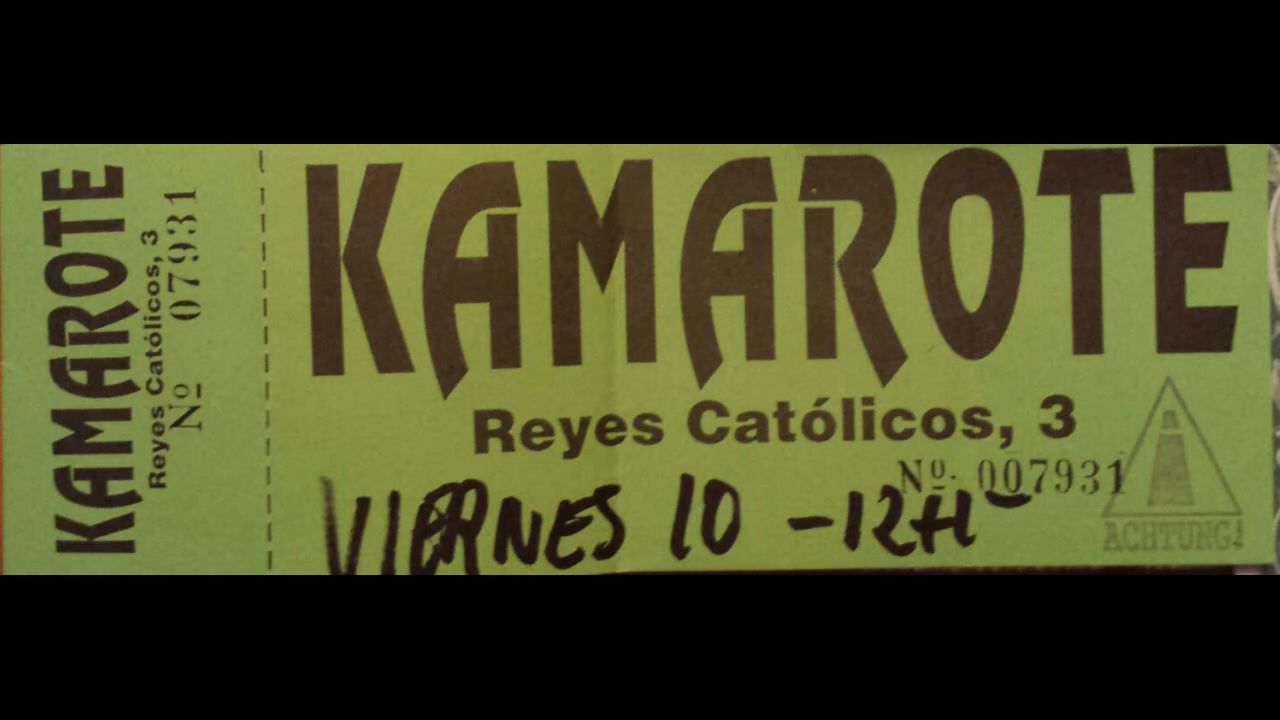 KAMAROTE
Reyes Católicos, 3
Nº 07931
KAMAROTE
Reyes Católicos, 3
Nº. 007931
VIERNES 10 -12H-
ACHTUNG!